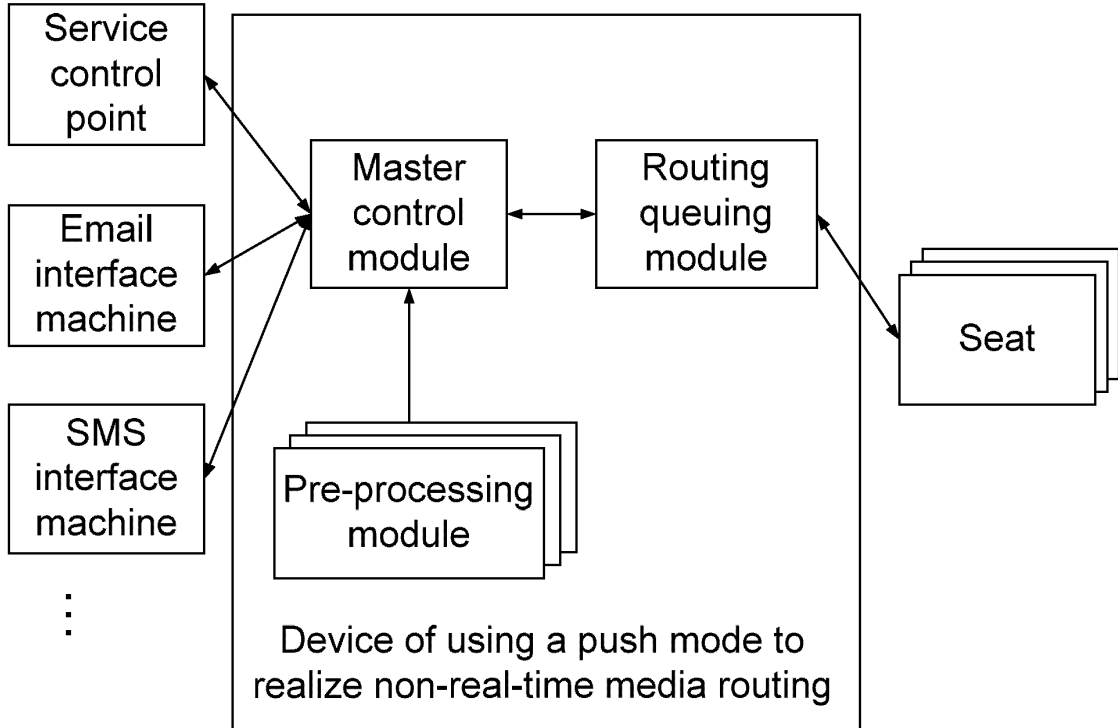 Service
control
point
Email
interface
machine
SMS
interface
machine
Master
control
module
Routing
queuing
module
Pre-processing
module
Seat
Device of using a push mode to
realize non-real-time media routing